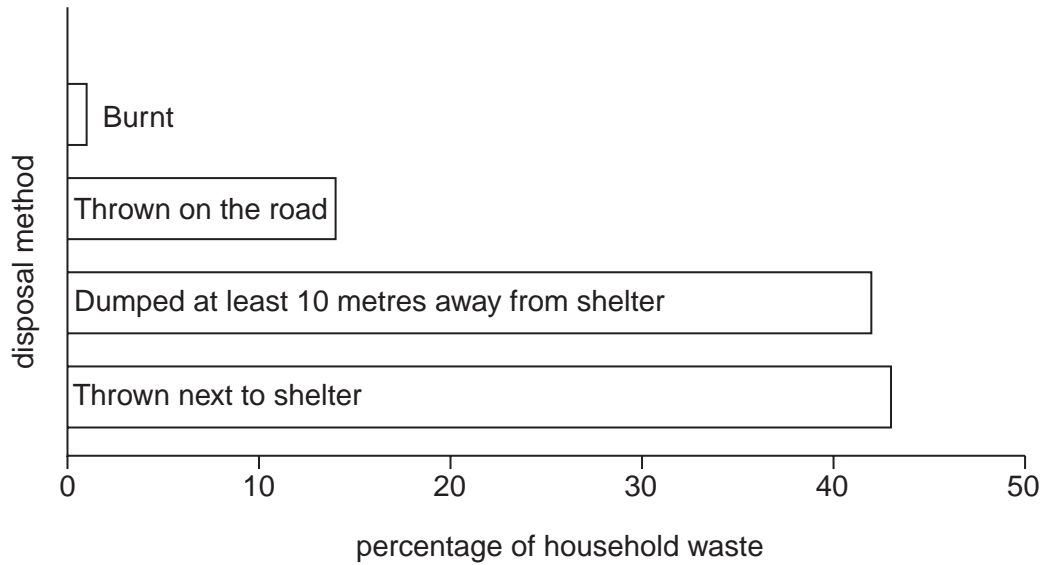 Burnt
Thrown on the road
Dumped at least 10 metres away from shelter
Thrown next to shelter
disposal method
0 10 20 30 40 50
percentage of household waste